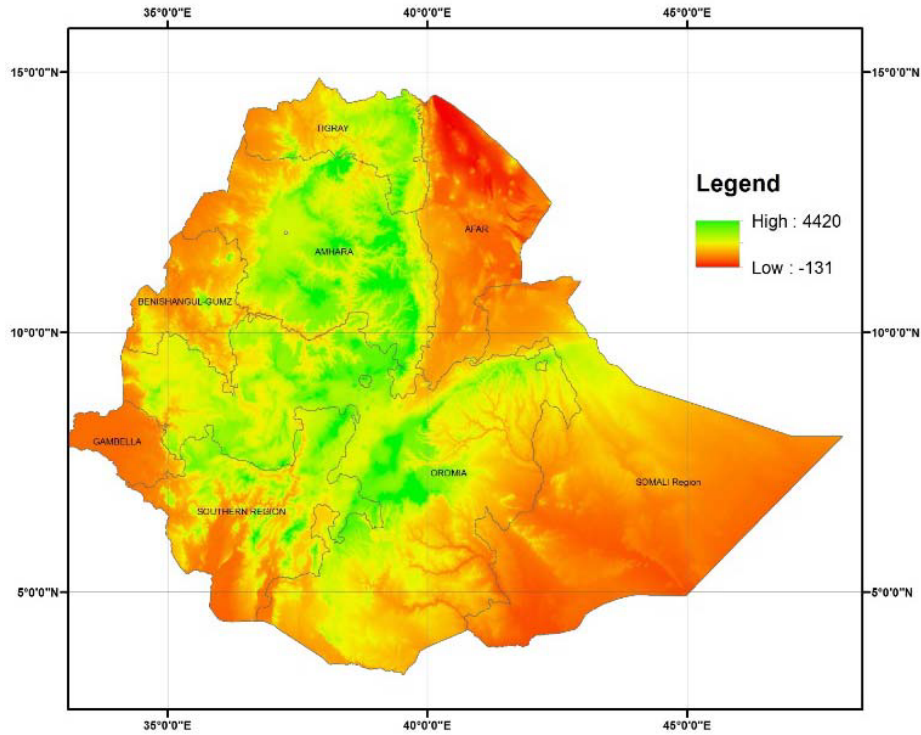 35°0'0"E 40°0'0"E 45°0'0"E
15°0'0"N 15°0'0"N
TIGRAY
Legend
High : 4420
Low : -131
AFAR
AMHARA
BENISHANGUL-GUMZ
10°0'0"N 10°0'0"N
GAMBELLA
OROMIA
SOMALI Region
SOUTHERN REGION
5°0'0"N 5°0'0"N
35°0'0"E 40°0'0"E 45°0'0"E